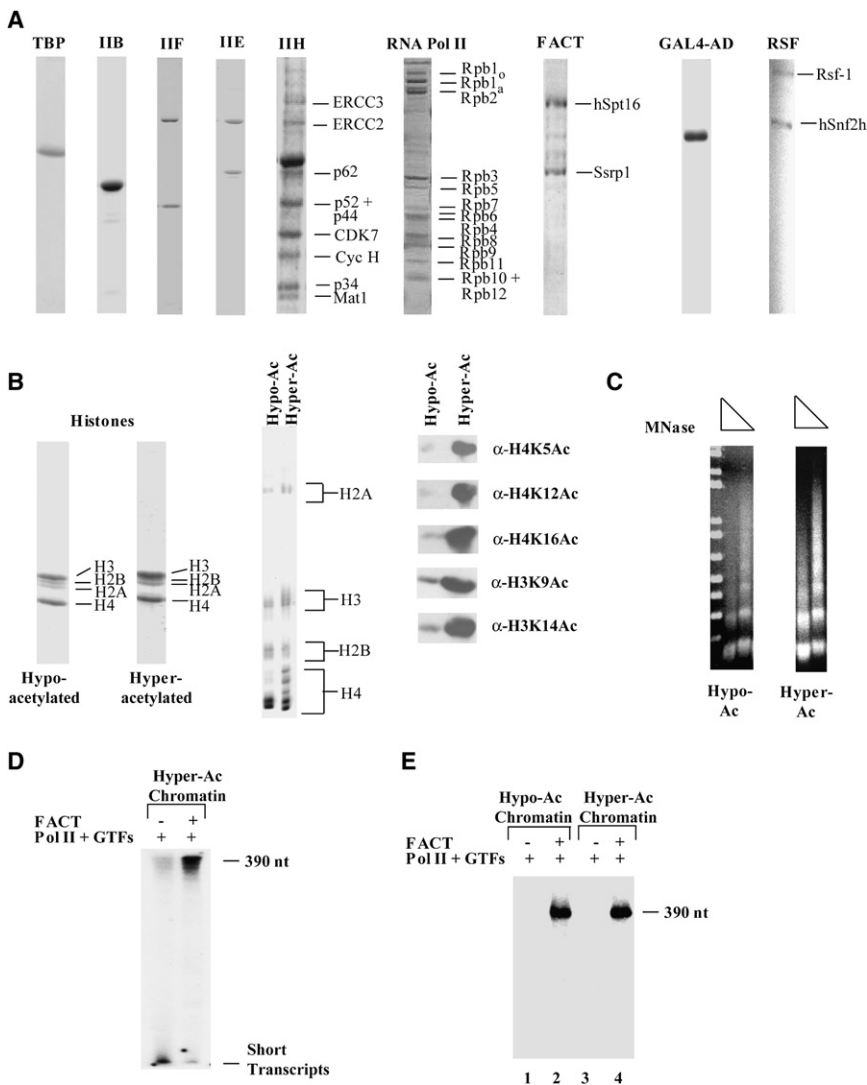 A
TBP IIB IIF IIE IIH RNA Pol II FACT GAL4-AD RSF
ERCC3
ERCC2
p62
p52 +
p44
CDK7
Cyc H
p34
Mat1
Rpb1o
Rpb1a
Rpb2
Rpb3
Rpb5
Rpb7
Rpb6
Rpb4
Rpb8
Rpb9
Rpb11
Rpb10 +
Rpb12
hSpt16
Ssrp1
Rsf-1
hSnf2h
B
Histones
H3
H2B
H2A
H4
Hypo-
acetylated
H3
H2B
H2A
H4
Hyper-
acetylated
Hypo-Ac
Hyper-Ac
H2A
H3
H2B
H4
Hypo-Ac
Hyper-Ac
α-H4K5Ac
α-H4K12Ac
α-H4K16Ac
α-H3K9Ac
α-H3K14Ac
C
MNase
Hypo-
Ac
Hyper-
Ac
D
Hyper-Ac
Chromatin
FACT - +
Pol II + GTFs + +
390 nt
Short
Transcripts
E
Hypo-Ac Hyper-Ac
Chromatin Chromatin
FACT - + - +
Pol II + GTFs + + + +
390 nt
1 2 3 4